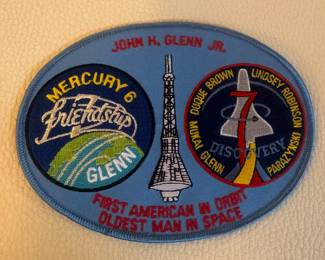 JOHN H. GLENN JR.
MERCURY 6
Friendship
7
GLENN
MUKAI DUQUE BROWN LINDSEY ROBINSON
GLENN PARAZYNSKI
7
DISCOVERY
FIRST AMERICAN IN ORBIT
OLDEST MAN IN SPACE